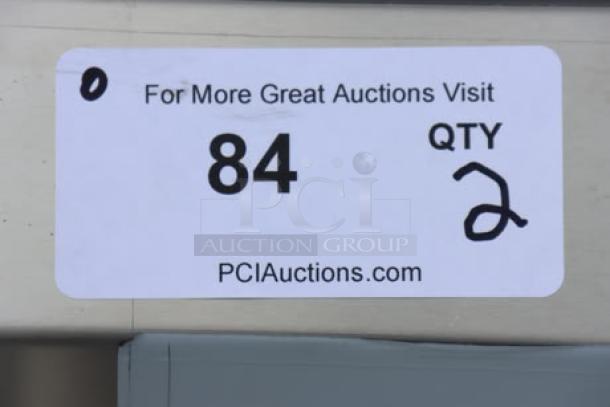 0
For More Great Auctions Visit
84
QTY
2
PCI
AUCTION GROUP
PCIAuctions.com